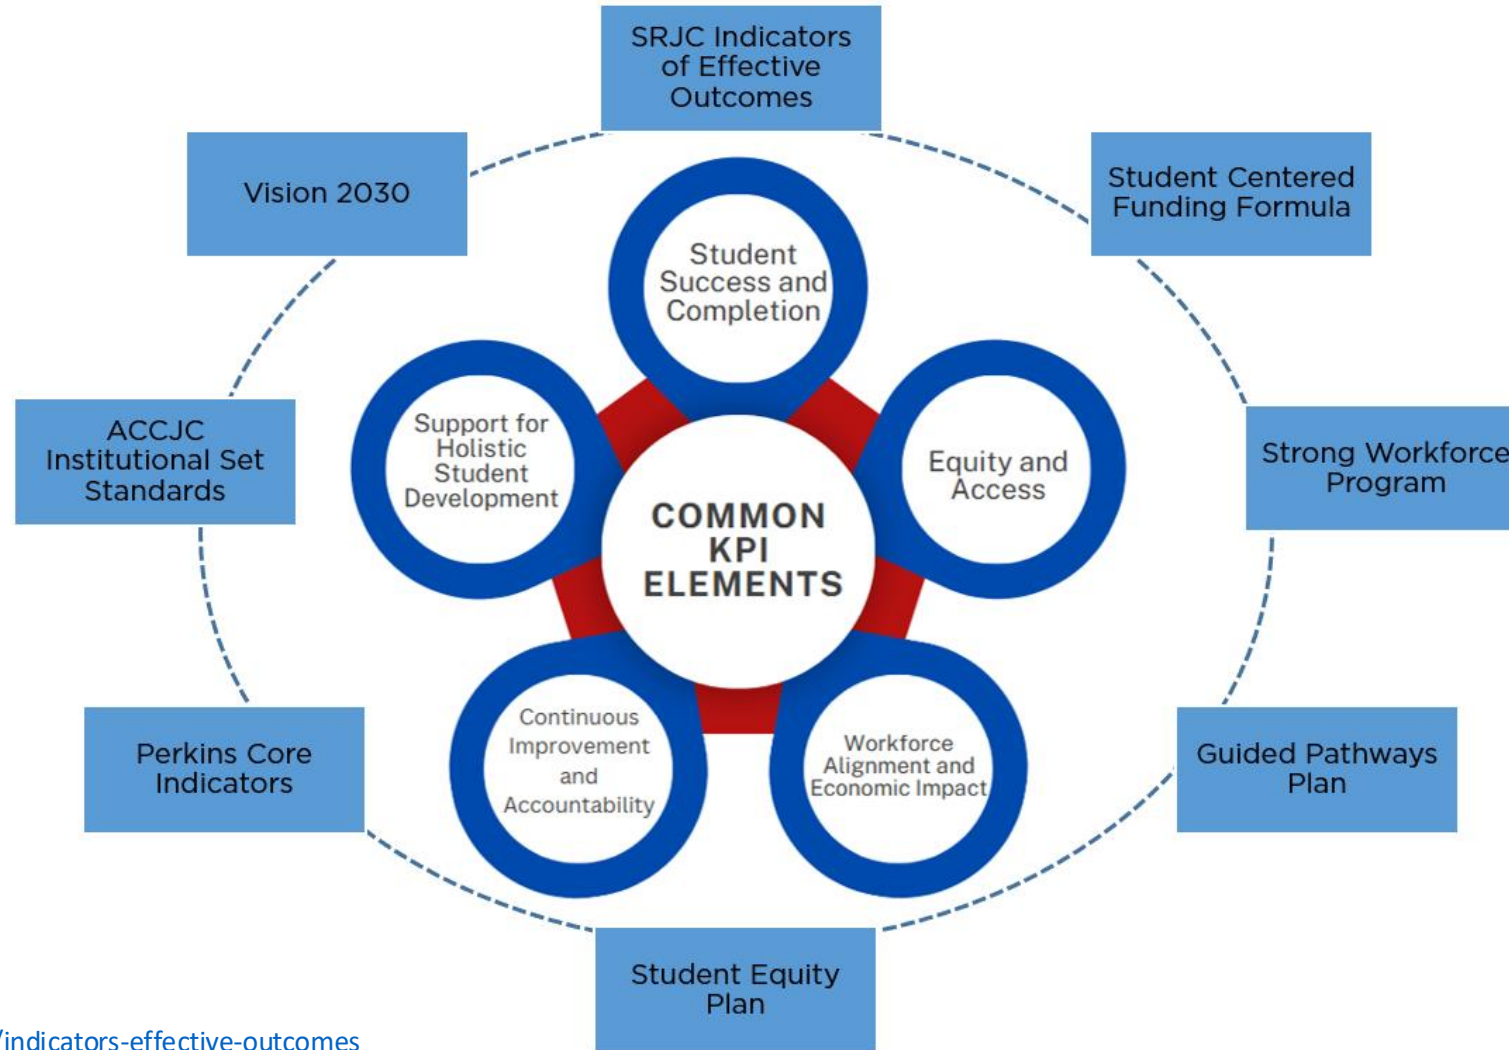 SRJC Indicators
of Effective
Outcomes
Vision 2030
Student Centered
Funding Formula
Student
Success and
Completion
Support for
Holistic
Student
Development
Equity and
Access
ACCJC
Institutional Set
Standards
Strong Workforce
Program
COMMON
KPI
ELEMENTS
Continuous
Improvement
and
Accountability
Workforce
Alignment and
Economic Impact
Perkins Core
Indicators
Guided Pathways
Plan
Student Equity
Plan
/indicators-effective-outcomes